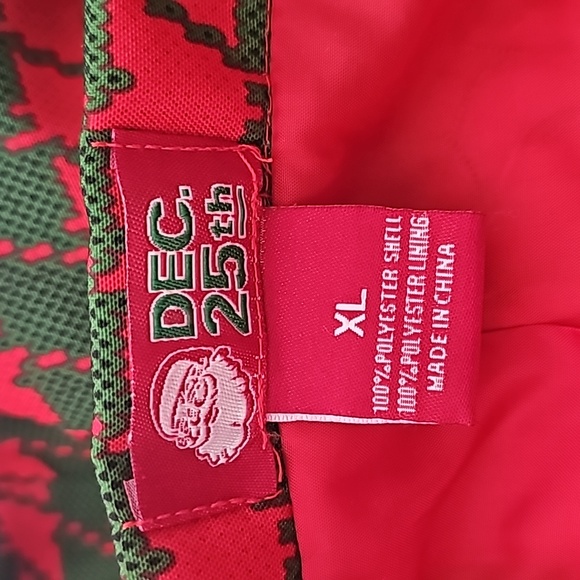 DEC.
25th
XL
100%POLYESTER SHELL
100%POLYESTER LINING
MADE IN CHINA